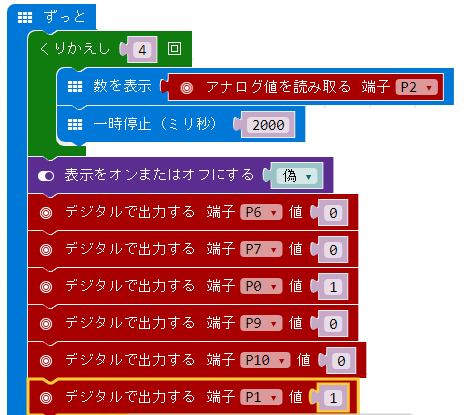 ずっと
くりかえし 4
数を表示 アナログ値を読み取る 端子 P2
一時停止（ミリ秒） 2000
表示をオンまたはオフにする 偽
デジタルで出力する 端子 P6 値 0
デジタルで出力する 端子 P7 値 0
デジタルで出力する 端子 P0 値 1
デジタルで出力する 端子 P9 値 0
デジタルで出力する 端子 P10 値 0
デジタルで出力する 端子 P1 値 1